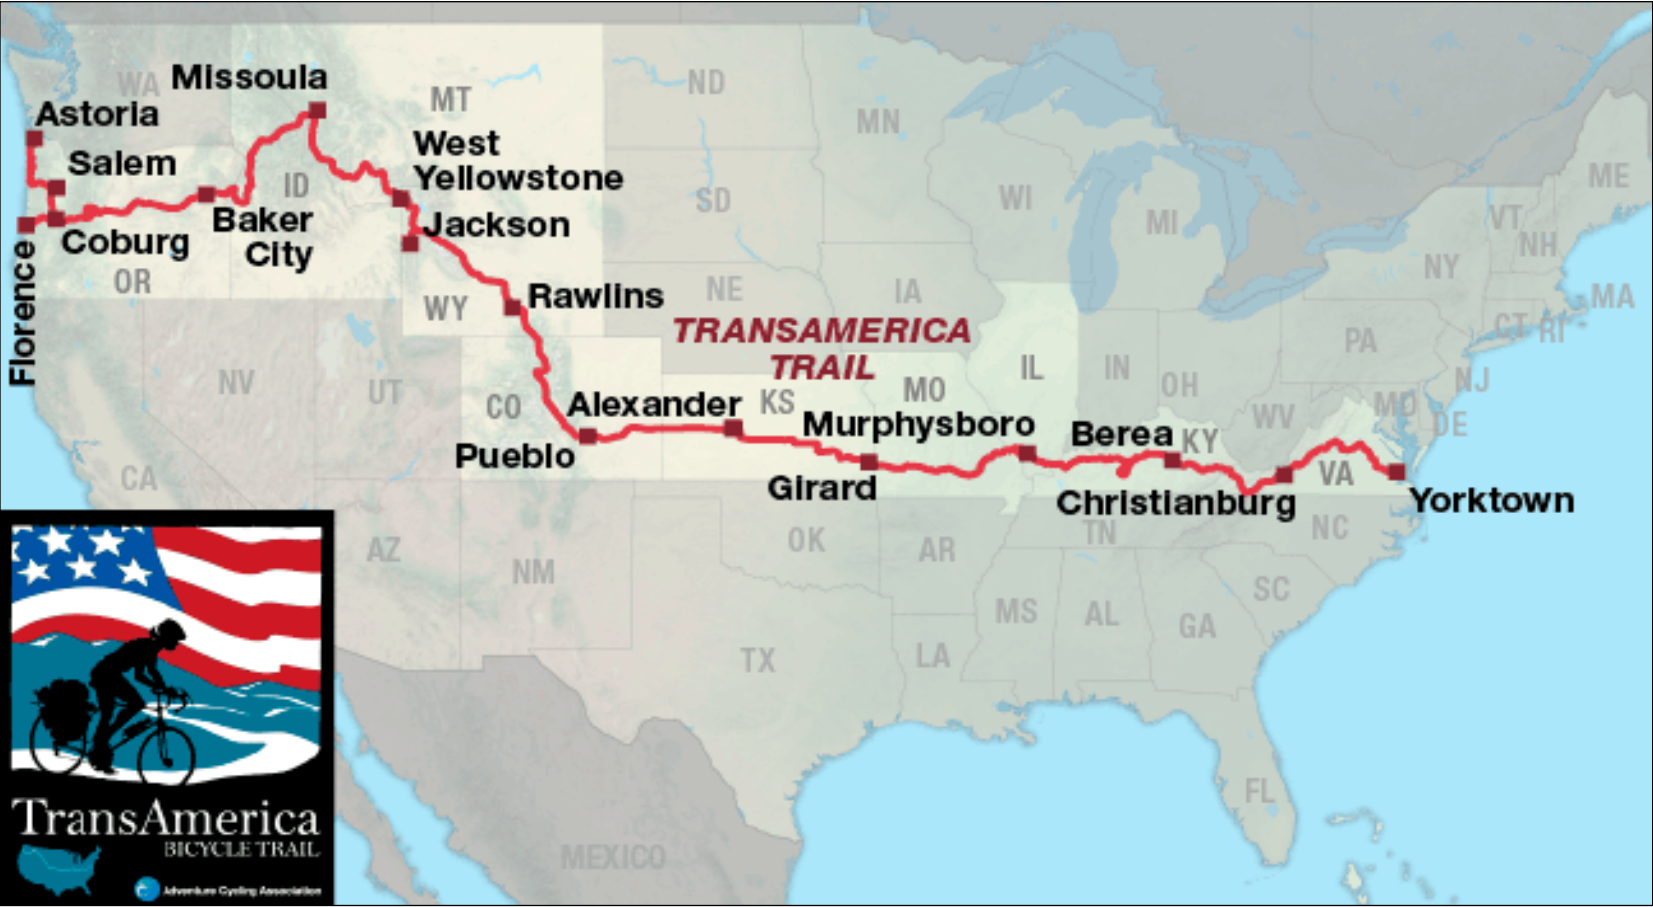 Missoula
WA
MT
ND
MN
Astoria
West
Yellowstone
Salem
ID
SD
WI
MI
ME
VT
NH
NY
Baker
City
Jackson
Coburg
OR
Florence
WY
Rawlins
NE
IA
MA
CT
RI
PA
TRANSAMERICA
TRAIL
NV
UT
CO
KS
MO
IL
IN
OH
NJ
Alexander
Murphysboro
Berea
KY
WV
MD
DE
Pueblo
Girard
Christianburg
VA
Yorktown
CA
AZ
NM
OK
AR
TN
NC
SC
MS
AL
GA
TX
LA
FL
MEXICO
TransAmerica
BICYCLE TRAIL
Adventure Cycling Association